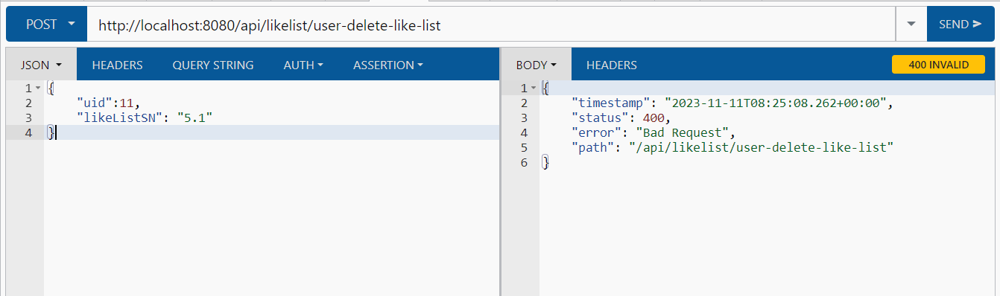 POST http://localhost:8080/api/likelist/user-delete-like-list SEND
JSON HEADERS QUERY STRING AUTH ASSERTION
1 {
2 "uid":11,
3 "likeListSN": "5.1"
4 }
BODY HEADERS 400 INVALID
1 {
2 "timestamp": "2023-11-11T08:25:08.262+00:00",
3 "status": 400,
4 "error": "Bad Request",
5 "path": "/api/likelist/user-delete-like-list"
6 }